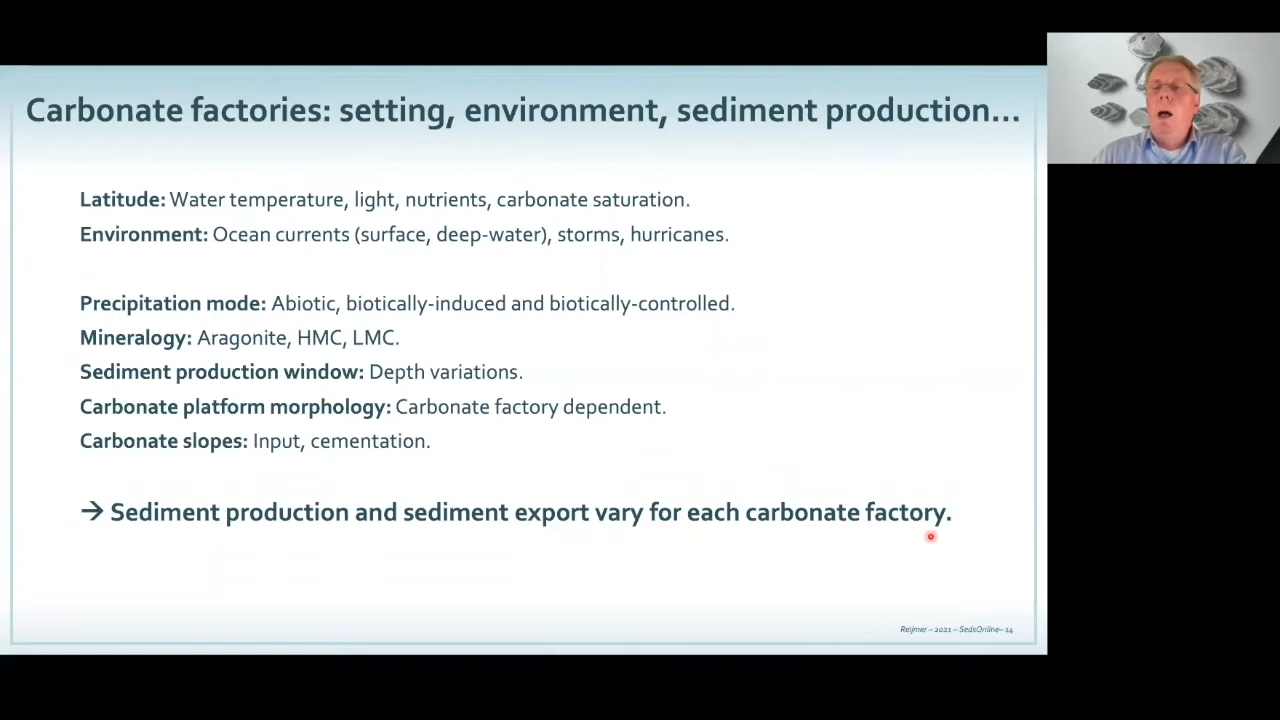 Carbonate factories: setting, environment, sediment production...
Latitude: Water temperature, light, nutrients, carbonate saturation.
Environment: Ocean currents (surface, deep-water), storms, hurricanes.
Precipitation mode: Abiotic, biotically-induced and biotically-controlled.
Mineralogy: Aragonite, HMC, LMC.
Sediment production window: Depth variations.
Carbonate platform morphology: Carbonate factory dependent.
Carbonate slopes: Input, cementation.
→ Sediment production and sediment export vary for each carbonate factory.
Reijmer – 2021 – SedsOnline– 14